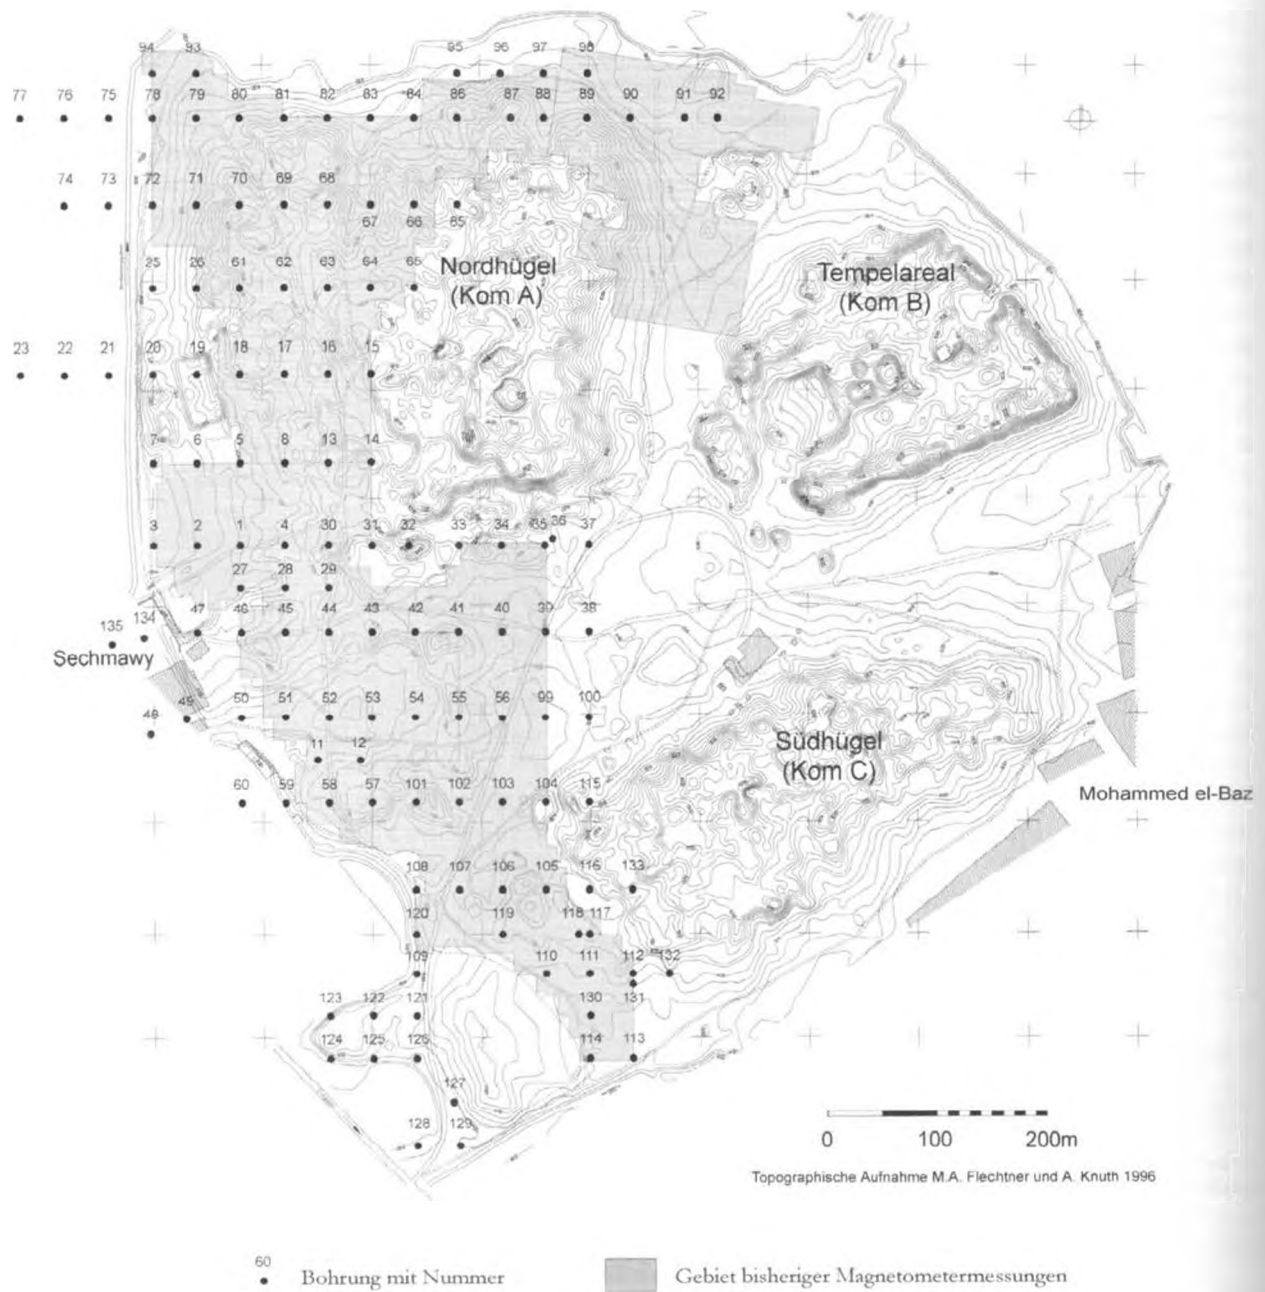 94 93 95 96 97 98
77 76 75 78 79 80 81 82 83 84 86 87 88 89 90 91 92
74 73 72 71 70 69 68
67 66 85
25 26 61 62 63 64 65
Nordhügel
(Kom A)
Tempelareal
(Kom B)
23 22 21 20 19 18 17 16 15
7 6 5 8 13 14
3 2 1 4 30 31 32 33 34 35 36 37
27 28 29
135 134 47 46 45 44 43 42 41 40 39 38
Sechmawy
48 49 50 51 52 53 54 55 56 99 100
Südhügel
(Kom C)
11 12
60 59 58 57 101 102 103 104 115
Mohammed el-Baz
108 107 106 105 116 133
120 119 118 117
109 110 111 112 132
123 122 121 130 131
124 125 126 114 113
127
128 129
0 100 200m
Topographische Aufnahme M.A. Flechtner und A. Knuth 1996
60
Bohrung mit Nummer
Gebiet bisheriger Magnetometermessungen